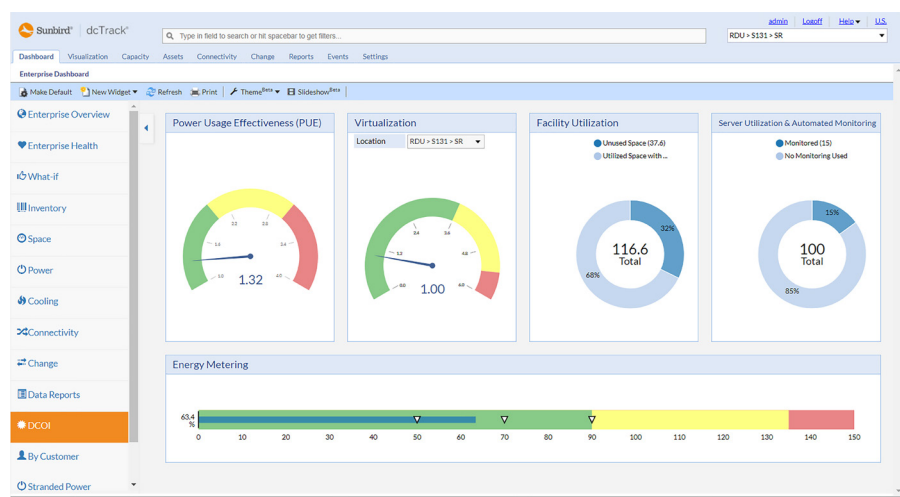 Sunbird® dcTrack®
admin Logoff Help U.S.
Type in field to search or hit spacebar to get filters...
RDU > S131 > SR
Dashboard Visualization Capacity Assets Connectivity Change Reports Events Settings
Enterprise Dashboard
Make Default New Widget Refresh Print ThemeBeta SlideshowBeta
Enterprise Overview
Enterprise Health
What-if
Inventory
Space
Power
Cooling
Connectivity
Change
Data Reports
DCOI
By Customer
Stranded Power
Power Usage Effectiveness (PUE)
1.32
Virtualization
Location RDU > S131 > SR
1.00
Facility Utilization
Unused Space (37.6)
Utilized Space with ...
32%
116.6
Total
68%
Server Utilization & Automated Monitoring
Monitored (15)
No Monitoring Used
15%
100
Total
85%
Energy Metering
63.4
%
0 10 20 30 40 50 60 70 80 90 100 110 120 130 140 150